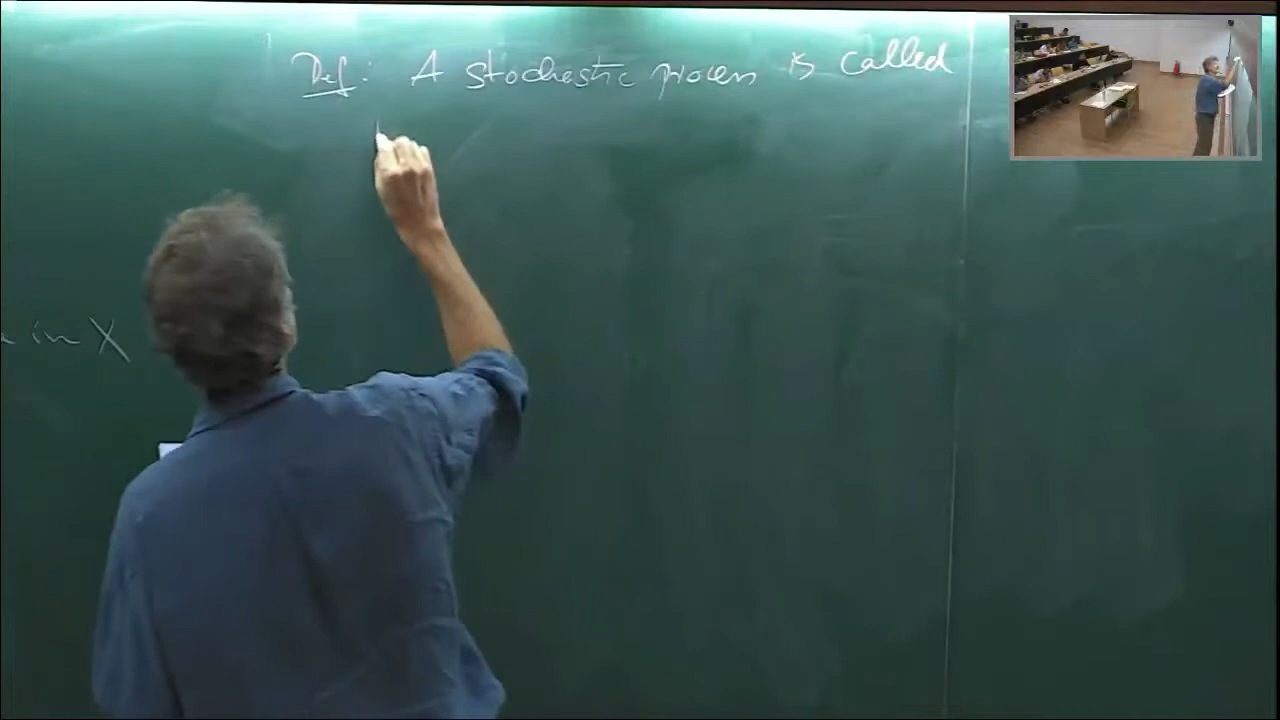 Def: A stochastic process is called
in X